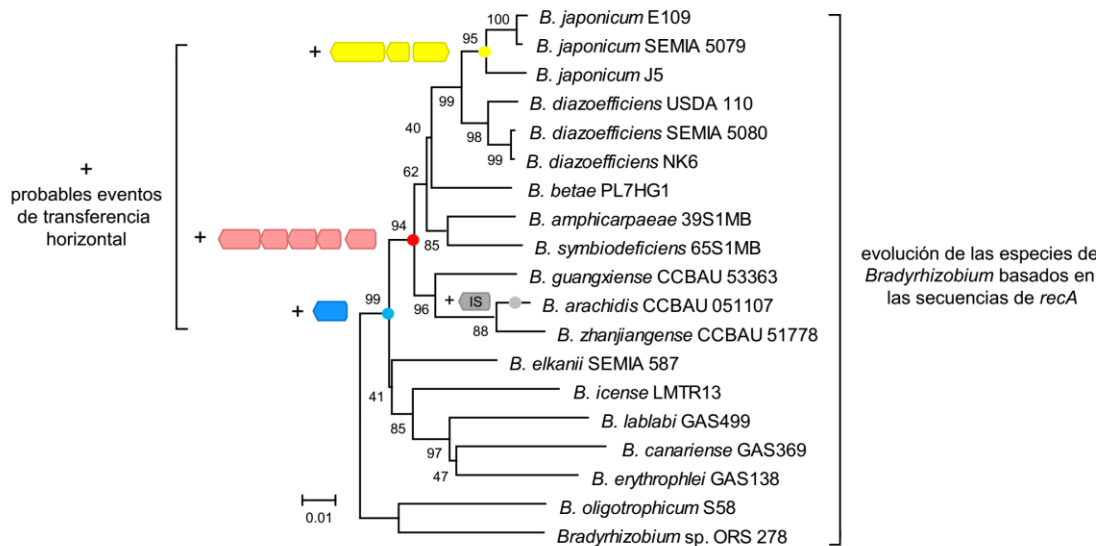 +
probables eventos
de transferencia
horizontal
+
+
+
+ IS
95
100
99
98
99
40
62
94
85
99
96
88
41
85
97
47
B. japonicum E109
B. japonicum SEMIA 5079
B. japonicum J5
B. diazoefficiens USDA 110
B. diazoefficiens SEMIA 5080
B. diazoefficiens NK6
B. betae PL7HG1
B. amphicarpaeae 39S1MB
B. symbiodeficiens 65S1MB
B. guangxiense CCBAU 53363
B. arachidis CCBAU 051107
B. zhanjiangense CCBAU 51778
B. elkanii SEMIA 587
B. icense LMTR13
B. lablabi GAS499
B. canariense GAS369
B. erythrophlei GAS138
B. oligotrophicum S58
Bradyrhizobium sp. ORS 278
0.01
evolución de las especies de
Bradyrhizobium basados en
las secuencias de recA